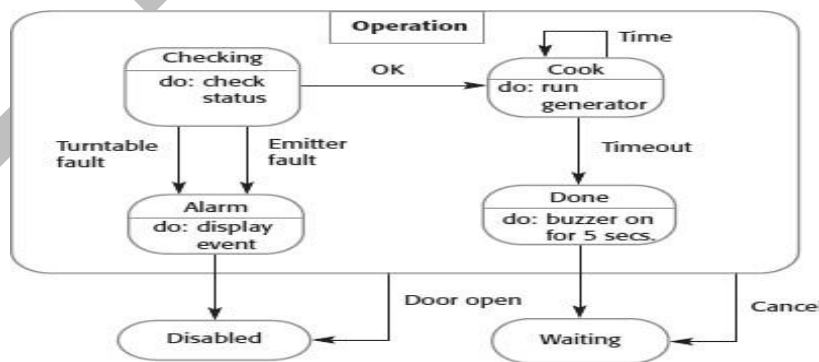 Operation
Checking
do: check
status
OK
Time
Cook
do: run
generator
Turntable
fault
Emitter
fault
Timeout
Alarm
do: display
event
Done
do: buzzer on
for 5 secs.
Door open
Cancel
Disabled
Waiting